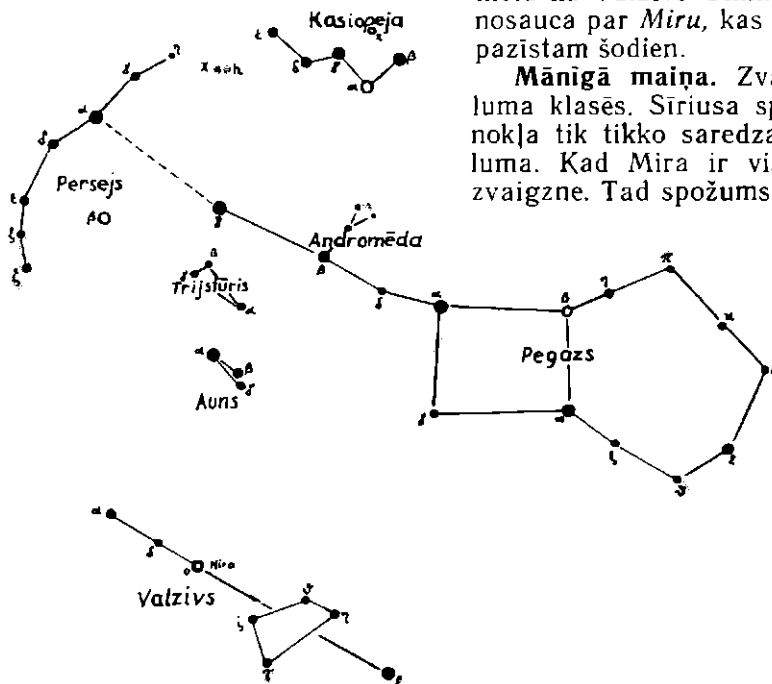 nosauca par Miru, kas
pazīstam šodien.
Mānīgā maiņa. Zva
luma klasēs. Sīriusa sp
nokļa tik tikko saredza
luma. Kad Mira ir vi
zvaigzne. Tad spožums
Kasiopeja
ε δ γ α β
η γ α δ ε
Persejs
β
γ
Andromēda
β δ α
Trijstūris
β γ α
Auns
α β γ
Pegazs
β η π
γ α ζ
Valzivs
α δ ο Mira
ζ η τ